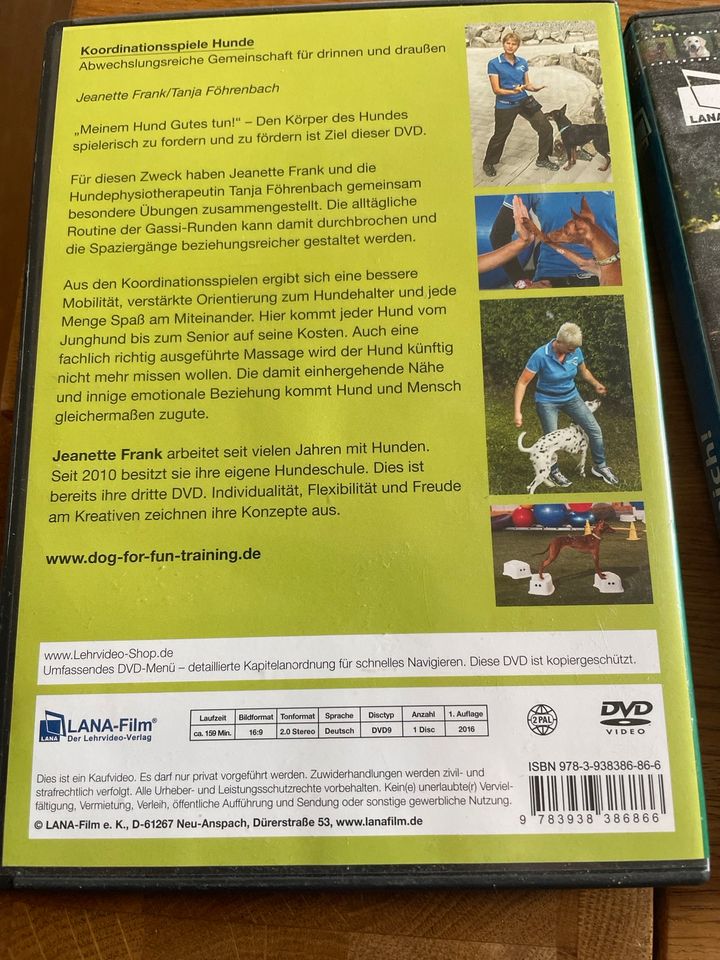 Koordinationsspiele Hunde
Abwechslungsreiche Gemeinschaft für drinnen und draußen
Jeanette Frank/Tanja Föhrenbach
„Meinem Hund Gutes tun!“ – Den Körper des Hundes
spielerisch zu fordern und zu fördern ist Ziel dieser DVD.
Für diesen Zweck haben Jeanette Frank und die
Hundephysiotherapeutin Tanja Föhrenbach gemeinsam
besondere Übungen zusammengestellt. Die alltägliche
Routine der Gassi-Runden kann damit durchbrochen und
die Spaziergänge beziehungsreicher gestaltet werden.
Aus den Koordinationsspielen ergibt sich eine bessere
Mobilität, verstärkte Orientierung zum Hundehalter und jede
Menge Spaß am Miteinander. Hier kommt jeder Hund vom
Junghund bis zum Senior auf seine Kosten. Auch eine
fachlich richtig ausgeführte Massage wird der Hund künftig
nicht mehr missen wollen. Die damit einhergehende Nähe
und innige emotionale Beziehung kommt Hund und Mensch
gleichermaßen zugute.
Jeanette Frank arbeitet seit vielen Jahren mit Hunden.
Seit 2010 besitzt sie ihre eigene Hundeschule. Dies ist
bereits ihre dritte DVD. Individualität, Flexibilität und Freude
am Kreativen zeichnen ihre Konzepte aus.
www.dog-for-fun-training.de
www.Lehrvideo-Shop.de
Umfassendes DVD-Menü – detaillierte Kapitelanordnung für schnelles Navigieren. Diese DVD ist kopiergeschützt.
LANA
LANA-Film®
Der Lehrvideo-Verlag
Laufzeit Bildformat Tonformat Sprache Disctyp Anzahl 1. Auflage
ca. 159 Min. 16:9 2.0 Stereo Deutsch DVD9 1 Disc 2016
2 PAL
DVD
VIDEO
ISBN 978-3-938386-86-6
9 783938 386866
Dies ist ein Kaufvideo. Es darf nur privat vorgeführt werden. Zuwiderhandlungen werden zivil- und
strafrechtlich verfolgt. Alle Urheber- und Leistungsschutzrechte vorbehalten. Kein(e) unerlaubte(r) Verviel-
fältigung, Vermietung, Verleih, öffentliche Aufführung und Sendung oder sonstige gewerbliche Nutzung.
© LANA-Film e. K., D-61267 Neu-Anspach, Dürerstraße 53, www.lanafilm.de
LANA